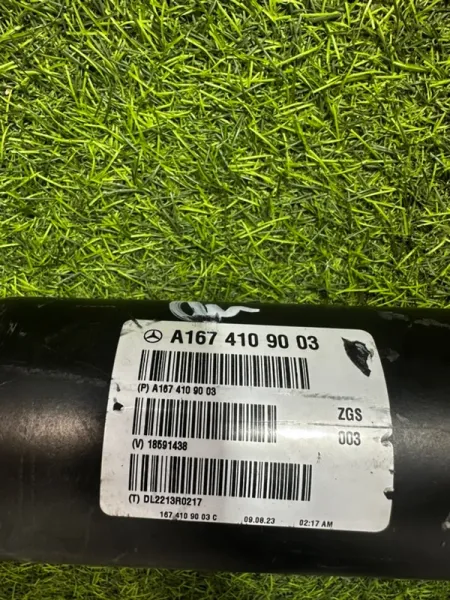 A167 410 90 03
(P) A167 410 90 03
ZGS
003
(V) 18591438
(T) DL2213R0217
167 410 90 03 C 09.08.23 02:17 AM